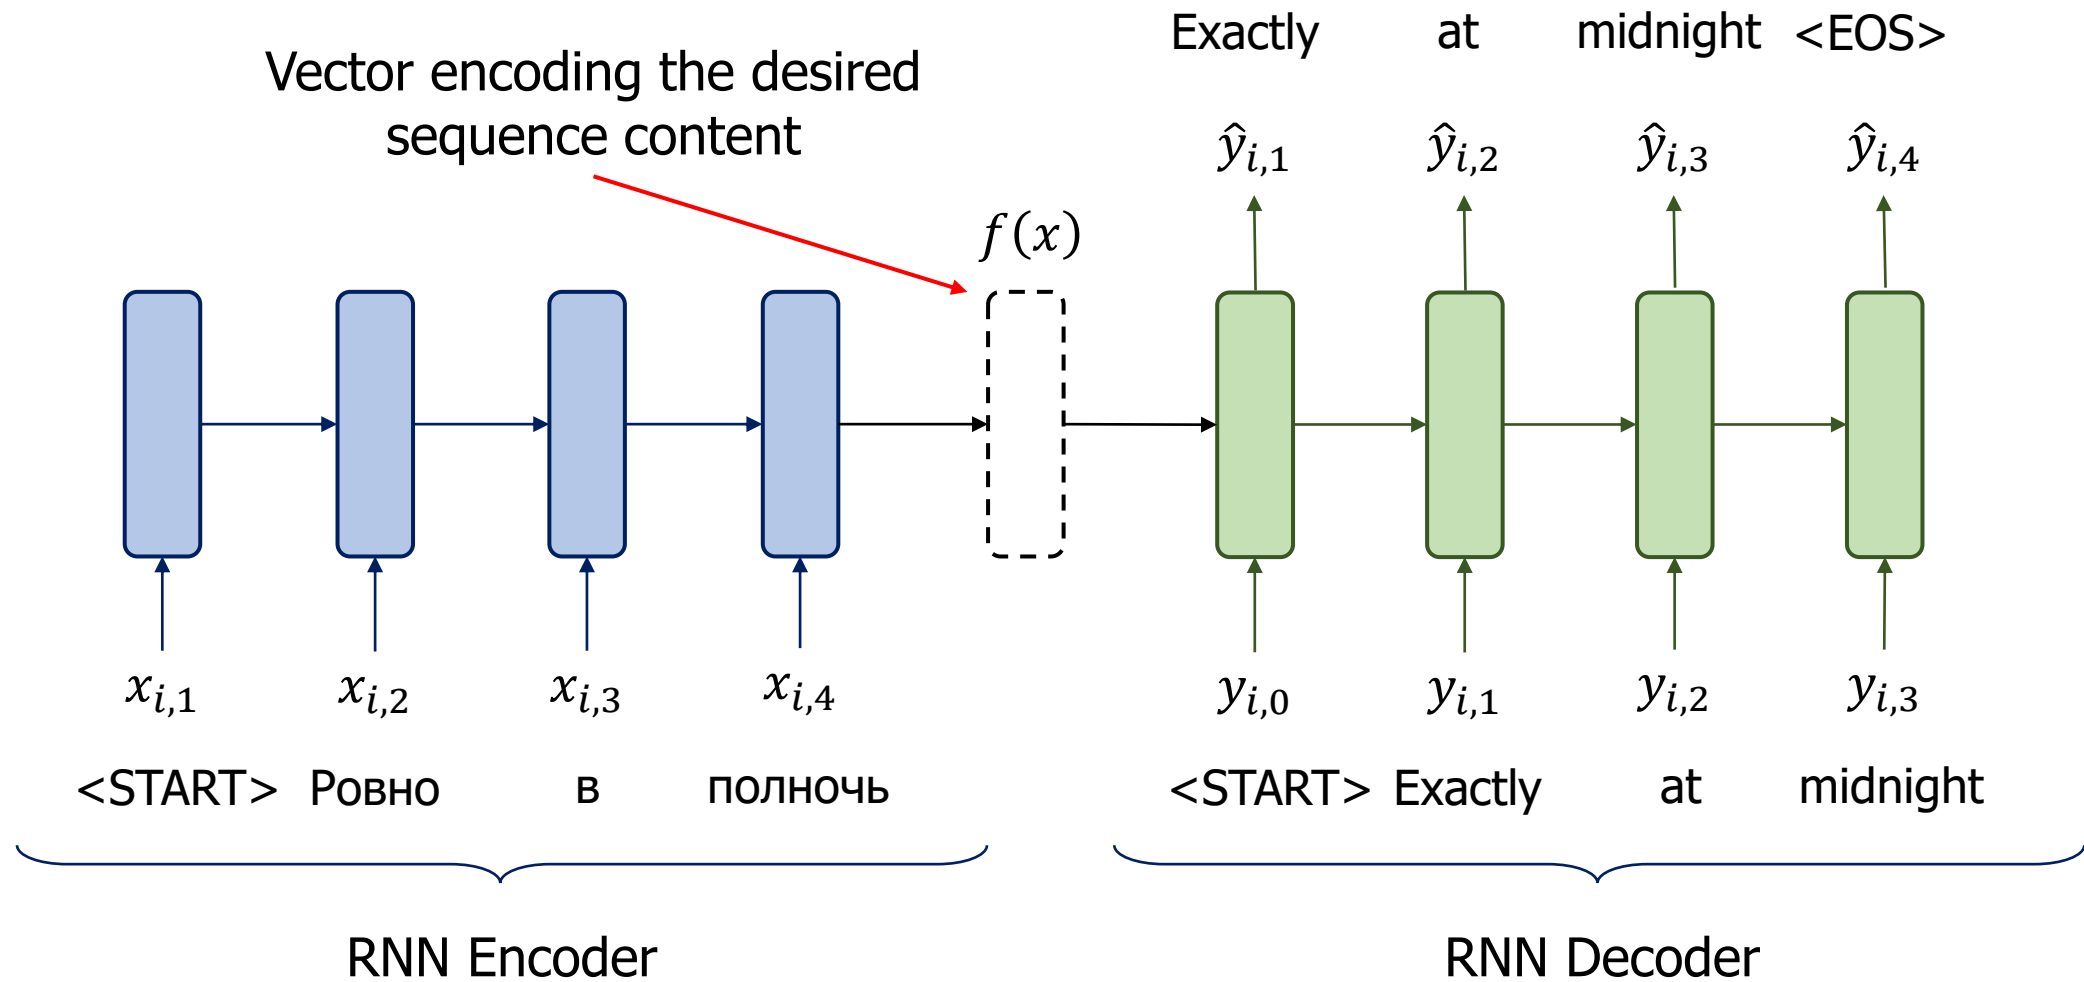 Exactly at midnight <EOS>
Vector encoding the desired
sequence content
ŷi,1 ŷi,2 ŷi,3 ŷi,4
f(x)
xi,1 xi,2 xi,3 xi,4 yi,0 yi,1 yi,2 yi,3
<START> Ровно в полночь <START> Exactly at midnight
RNN Encoder RNN Decoder